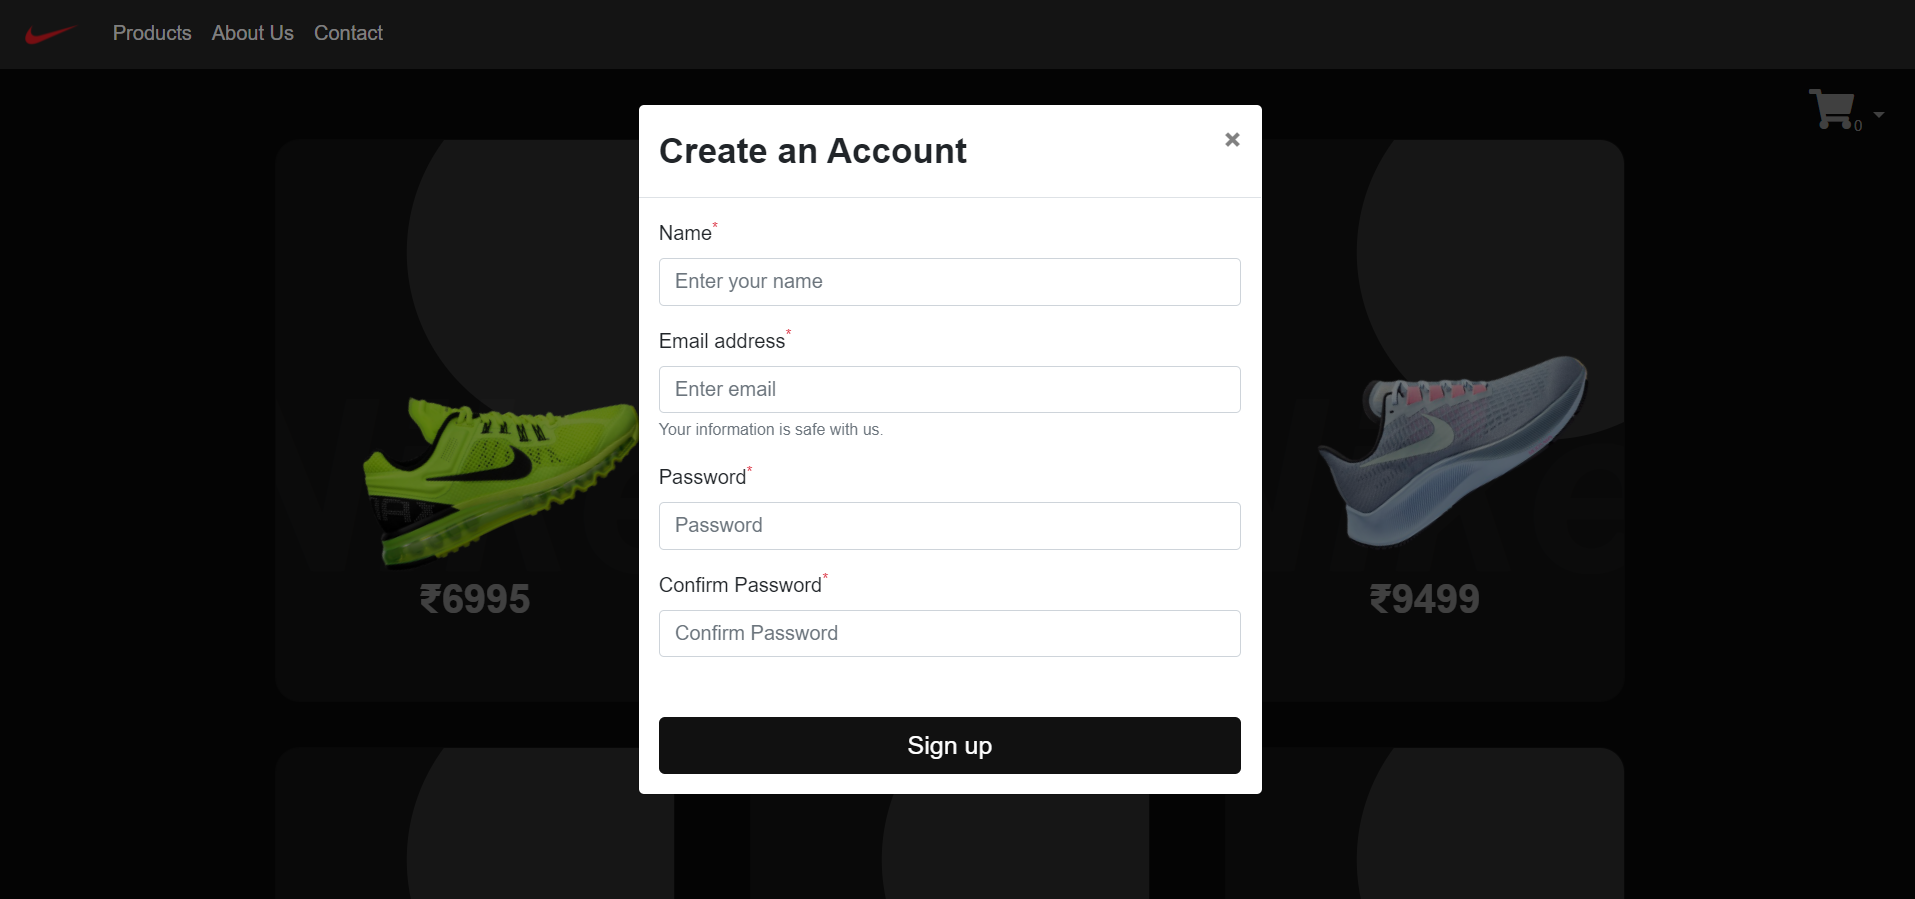 Products About Us Contact
0
Create an Account
×
Name*
Enter your name
Email address*
Enter email
Your information is safe with us.
Password*
Password
Confirm Password*
Confirm Password
Sign up
₹6995
₹9499